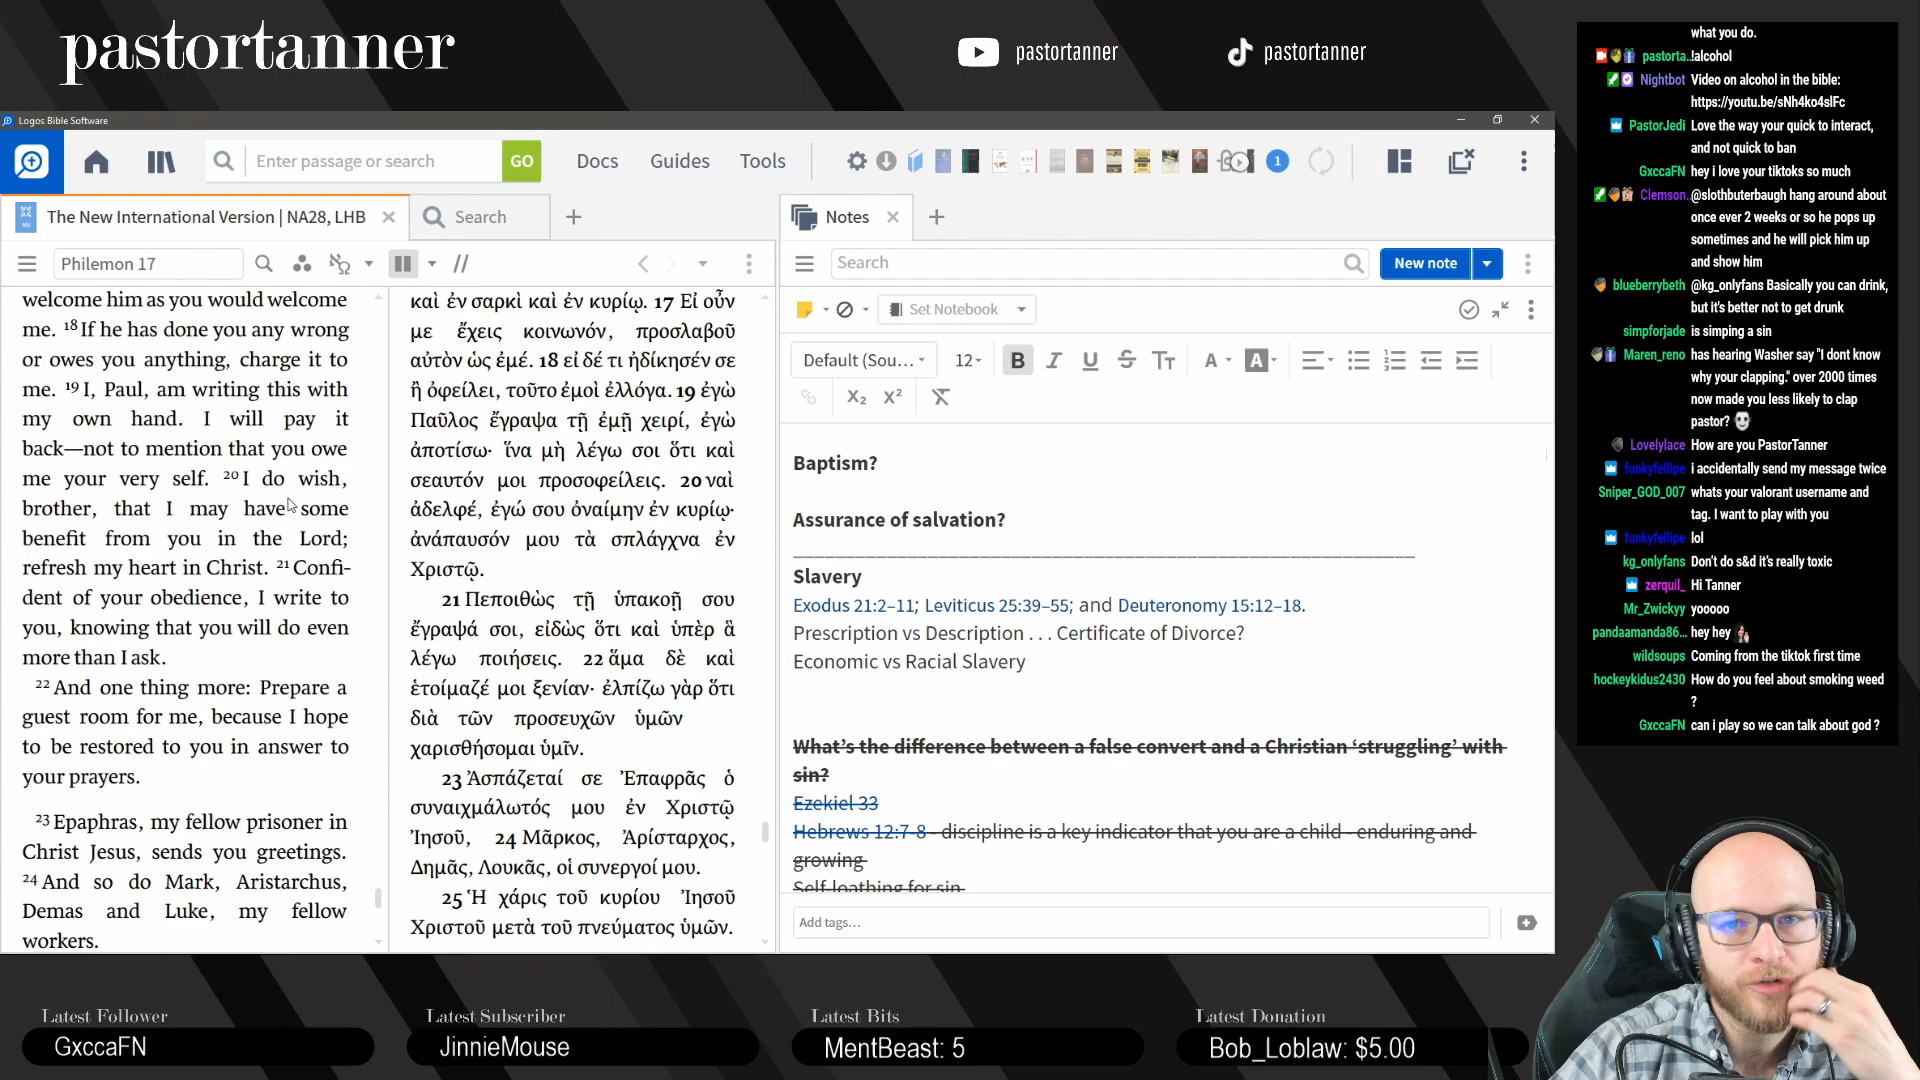 pastortanner
pastortanner
pastortanner
Logos Bible Software
Enter passage or search
GO
Docs
Guides
Tools
1
The New International Version | NA28, LHB
Search
Philemon 17
welcome him as you would welcome
me. ¹⁸If he has done you any wrong
or owes you anything, charge it to
me. ¹⁹I, Paul, am writing this with
my own hand. I will pay it
back—not to mention that you owe
me your very self. ²⁰I do wish,
brother, that I may have some
benefit from you in the Lord;
refresh my heart in Christ. ²¹Confi-
dent of your obedience, I write to
you, knowing that you will do even
more than I ask.
²²And one thing more: Prepare a
guest room for me, because I hope
to be restored to you in answer to
your prayers.
²³Epaphras, my fellow prisoner in
Christ Jesus, sends you greetings.
²⁴And so do Mark, Aristarchus,
Demas and Luke, my fellow
workers.
καὶ ἐν σαρκὶ καὶ ἐν κυρίῳ. 17 Εἰ οὖν
με ἔχεις κοινωνόν, προσλαβοῦ
αὐτὸν ὡς ἐμέ. 18 εἰ δέ τι ἠδίκησέν σε
ἢ ὀφείλει, τοῦτο ἐμοὶ ἐλλόγα. 19 ἐγὼ
Παῦλος ἔγραψα τῇ ἐμῇ χειρί, ἐγὼ
ἀποτίσω· ἵνα μὴ λέγω σοι ὅτι καὶ
σεαυτόν μοι προσοφείλεις. 20 ναὶ
ἀδελφέ, ἐγώ σου ὀναίμην ἐν κυρίῳ·
ἀνάπαυσόν μου τὰ σπλάγχνα ἐν
Χριστῷ.
21 Πεποιθὼς τῇ ὑπακοῇ σου
ἔγραψά σοι, εἰδὼς ὅτι καὶ ὑπὲρ ἃ
λέγω ποιήσεις. 22 ἅμα δὲ καὶ
ἑτοίμαζέ μοι ξενίαν· ἐλπίζω γὰρ ὅτι
διὰ τῶν προσευχῶν ὑμῶν
χαρισθήσομαι ὑμῖν.
23 Ἀσπάζεταί σε Ἐπαφρᾶς ὁ
συναιχμάλωτός μου ἐν Χριστῷ
Ἰησοῦ, 24 Μᾶρκος, Ἀρίσταρχος,
Δημᾶς, Λουκᾶς, οἱ συνεργοί μου.
25 Ἡ χάρις τοῦ κυρίου Ἰησοῦ
Χριστοῦ μετὰ τοῦ πνεύματος ὑμῶν.
Notes
Search
New note
Set Notebook
Default (Sou...
12
B I U S TT A A
X₂ X²
Baptism?
Assurance of salvation?
Slavery
Exodus 21:2–11; Leviticus 25:39–55; and Deuteronomy 15:12–18.
Prescription vs Description . . . Certificate of Divorce?
Economic vs Racial Slavery
What's the difference between a false convert and a Christian ‘struggling’ with
sin?
Ezekiel 33
Hebrews 12:7-8 - discipline is a key indicator that you are a child - enduring and
growing
Self-loathing for sin
Add tags...
what you do.
pastorta..!alcohol
Nightbot Video on alcohol in the bible:
https://youtu.be/sNh4ko4slFc
PastorJedi Love the way your quick to interact,
and not quick to ban
GxccaFN hey i love your tiktoks so much
Clemson..@slothbuterbaugh hang around about
once ever 2 weeks or so he pops up
sometimes and he will pick him up
and show him
blueberrybeth @kg_onlyfans Basically you can drink,
but it's better not to get drunk
simpforjade is simping a sin
Maren_reno has hearing Washer say "I dont know
why your clapping." over 2000 times
now made you less likely to clap
pastor?
Lovelylace How are you PastorTanner
funkyfellipe i accidentally send my message twice
Sniper_GOD_007 whats your valorant username and
tag. I want to play with you
funkyfellipe lol
kg_onlyfans Don't do s&d it's really toxic
zerquil_ Hi Tanner
Mr_Zwickyy yooooo
pandaamanda86... hey hey
wildsoups Coming from the tiktok first time
hockeykidus2430 How do you feel about smoking weed
?
GxccaFN can i play so we can talk about god ?
Latest Follower
GxccaFN
Latest Subscriber
JinnieMouse
Latest Bits
MentBeast: 5
Latest Donation
Bob_Loblaw: $5.00